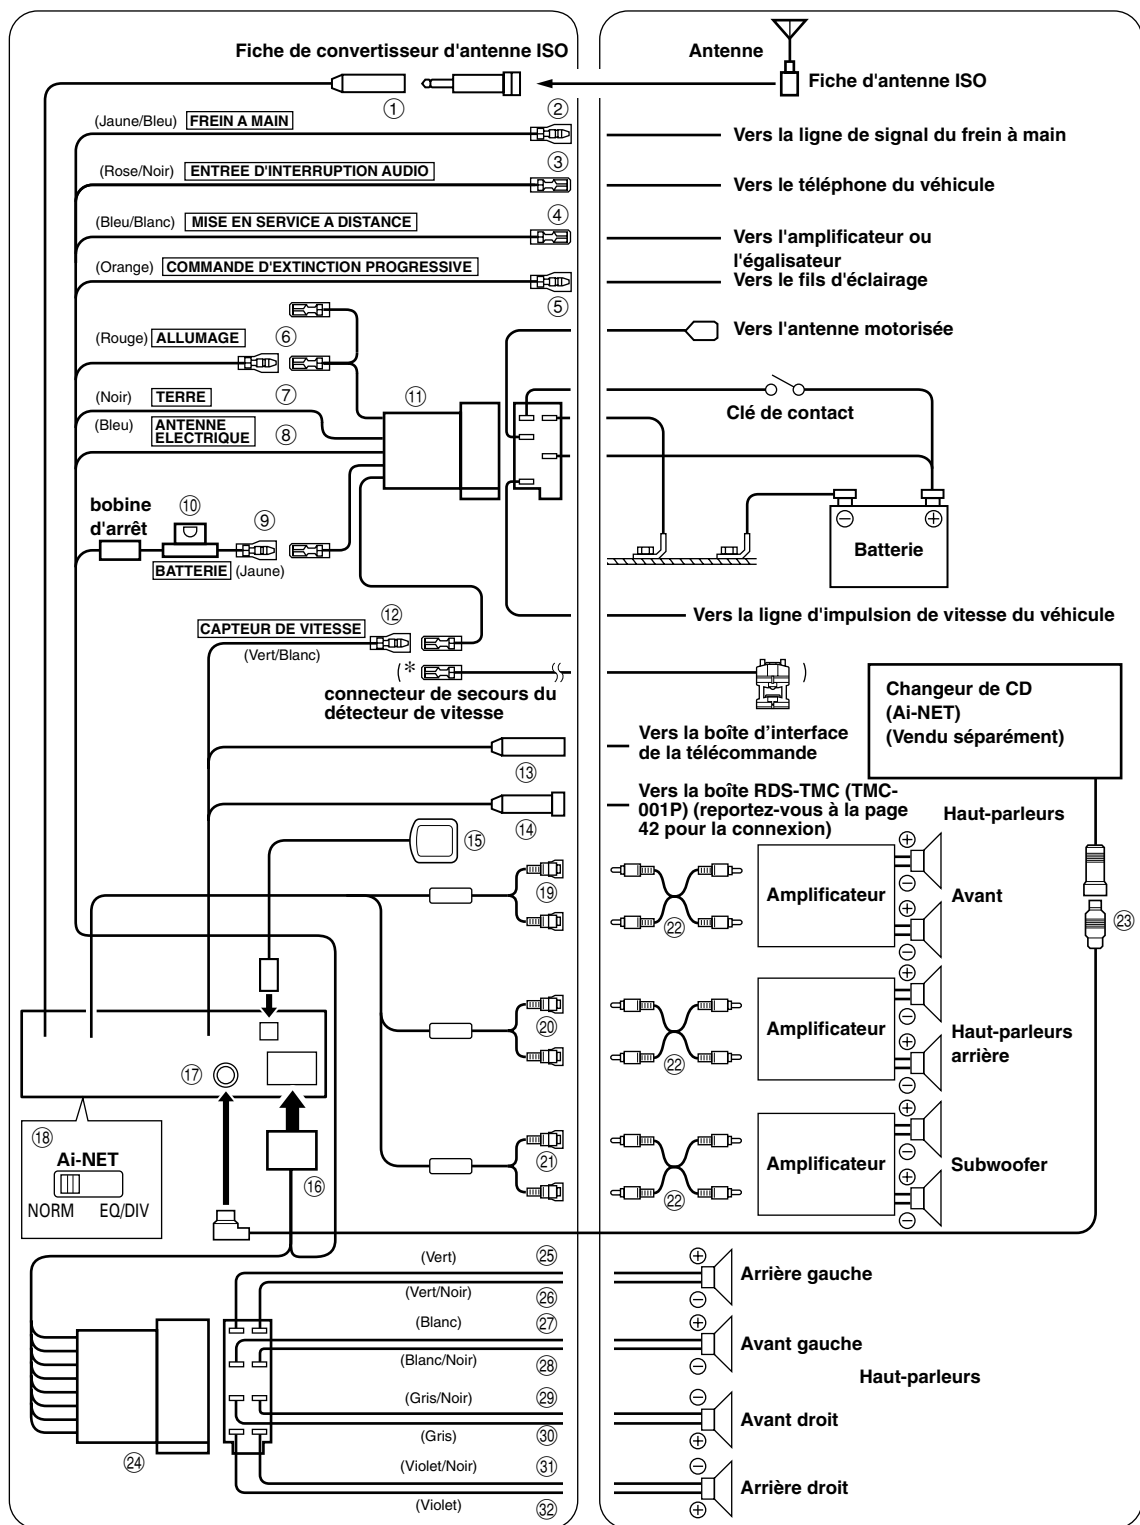 Fiche de convertisseur d'antenne ISO
Antenne
Fiche d'antenne ISO
①
②
(Jaune/Bleu) FREIN A MAIN
Vers la ligne de signal du frein à main
③
(Rose/Noir) ENTREE D'INTERRUPTION AUDIO
Vers le téléphone du véhicule
④
(Bleu/Blanc) MISE EN SERVICE A DISTANCE
Vers l'amplificateur ou
l'égalisateur
(Orange) COMMANDE D'EXTINCTION PROGRESSIVE
Vers le fils d'éclairage
⑤
(Rouge) ALLUMAGE ⑥
Vers l'antenne motorisée
(Noir) TERRE ⑦
⑪
Clé de contact
(Bleu) ANTENNE
ELECTRIQUE ⑧
bobine
d'arrêt
⑩
⑨
BATTERIE (Jaune)
⊖ ⊕
Batterie
⑫
CAPTEUR DE VITESSE
(Vert/Blanc)
Vers la ligne d'impulsion de vitesse du véhicule
(* )
connecteur de secours du
détecteur de vitesse
Changeur de CD
(Ai-NET)
(Vendu séparément)
Vers la boîte d'interface
de la télécommande
⑬
Vers la boîte RDS-TMC (TMC-
001P) (reportez-vous à la page
42 pour la connexion)
⑭
⑮
Haut-parleurs
⑲
㉒
Amplificateur
⊕
⊖
⊕
⊖
Avant
㉓
⑳
㉒
Amplificateur
⊕
⊖
⊕
⊖
Haut-parleurs
arrière
⑰
⑱
Ai-NET
NORM EQ/DIV
⑯
㉑
㉒
Amplificateur
⊕
⊖
⊕
⊖
Subwoofer
(Vert) ㉕
⊕
Arrière gauche
(Vert/Noir) ㉖
⊖
(Blanc) ㉗
⊕
Avant gauche
(Blanc/Noir) ㉘
⊖
Haut-parleurs
(Gris/Noir) ㉙
⊖
Avant droit
(Gris) ㉚
⊕
㉔
(Violet/Noir) ㉛
⊖
Arrière droit
(Violet) ㉜
⊕